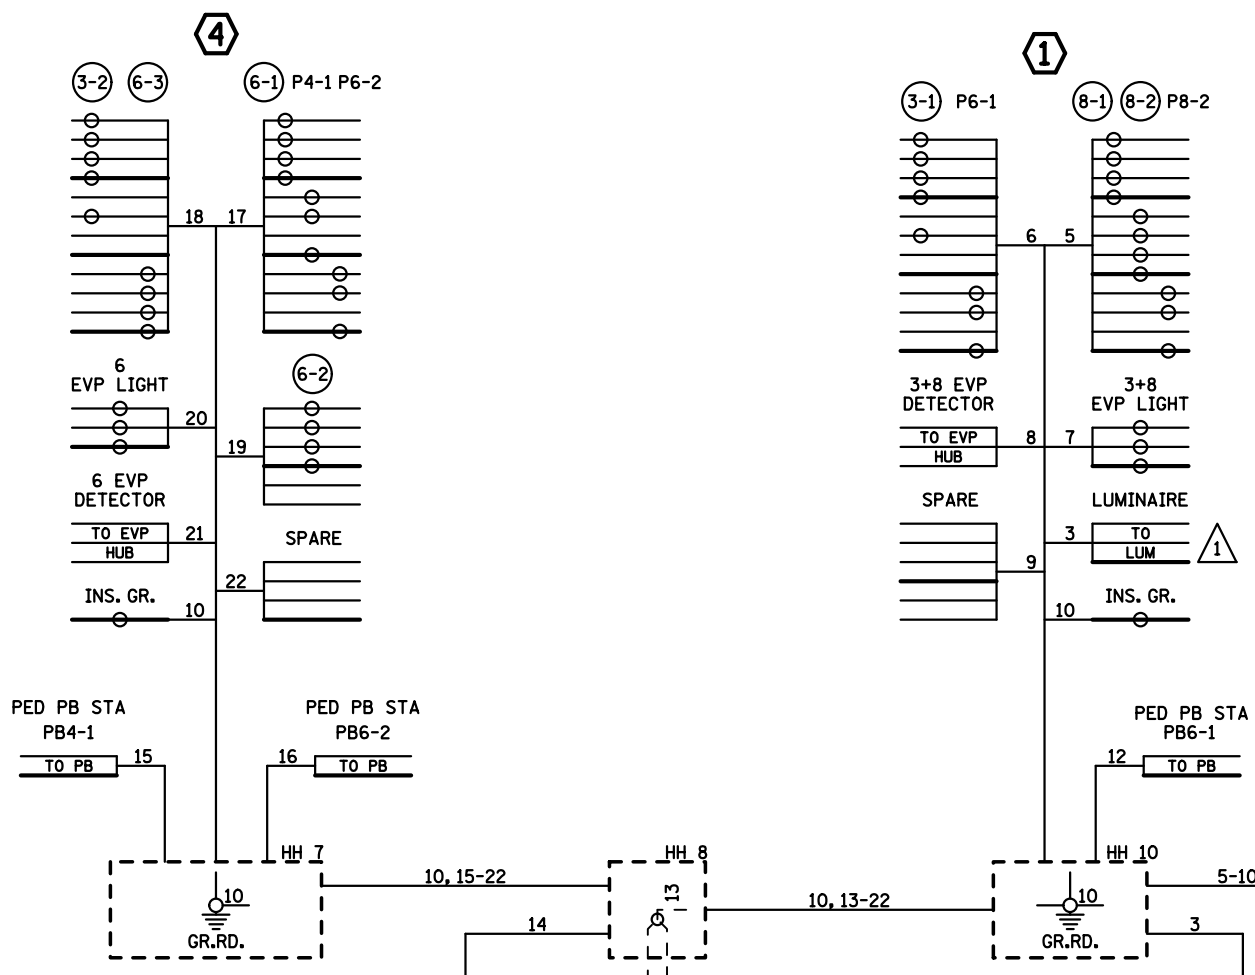 4
3-2 6-3 6-1 P4-1 P6-2
18 17
6
EVP LIGHT
20
6-2
19
6 EVP
DETECTOR
TO EVP
HUB
21
SPARE
22
INS. GR.
10
PED PB STA
PB4-1
TO PB
15
PED PB STA
PB6-2
16
TO PB
HH 7
10
GR.RD.
10, 15-22
HH 8
13
14
10, 13-22
1
3-1 P6-1 8-1 8-2 P8-2
6 5
3+8 EVP
DETECTOR
TO EVP
HUB
8 7
3+8
EVP LIGHT
SPARE
9
LUMINAIRE
3
TO
LUM
1
INS. GR.
10
PED PB STA
PB6-1
12
TO PB
HH 10
10
GR.RD.
5-10
3